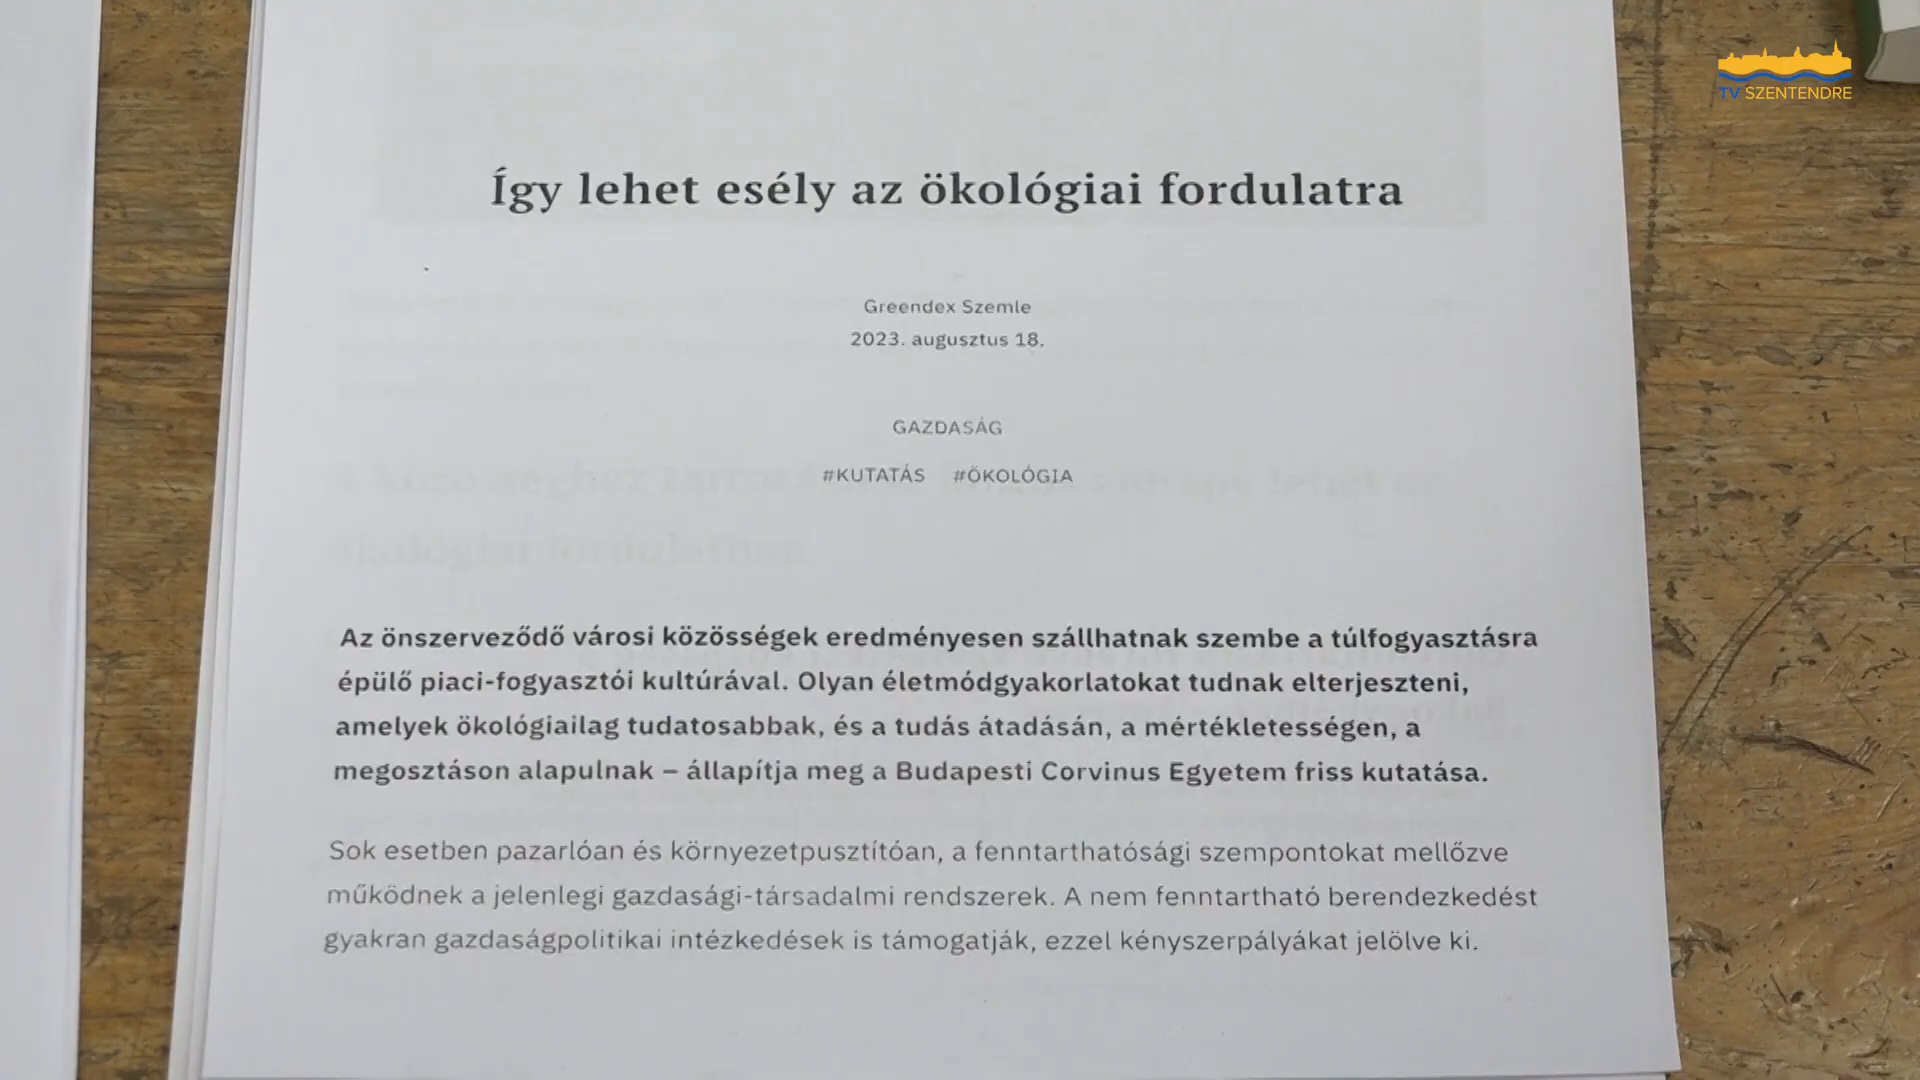 TV SZENTENDRE
Így lehet esély az ökológiai fordulatra
Greendex Szemle
2023. augusztus 18.
GAZDASÁG
#KUTATÁS #ÖKOLÓGIA
Az önszerveződő városi közösségek eredményesen szállhatnak szembe a túlfogyasztásra
épülő piaci-fogyasztói kultúrával. Olyan életmódgyakorlatokat tudnak elterjeszteni,
amelyek ökológiailag tudatosabbak, és a tudás átadásán, a mértékletességen, a
megosztáson alapulnak – állapítja meg a Budapesti Corvinus Egyetem friss kutatása.
Sok esetben pazarlóan és környezetpusztítóan, a fenntarthatósági szempontokat mellőzve
működnek a jelenlegi gazdasági-társadalmi rendszerek. A nem fenntartható berendezkedést
gyakran gazdaságpolitikai intézkedések is támogatják, ezzel kényszerpályákat jelölve ki.